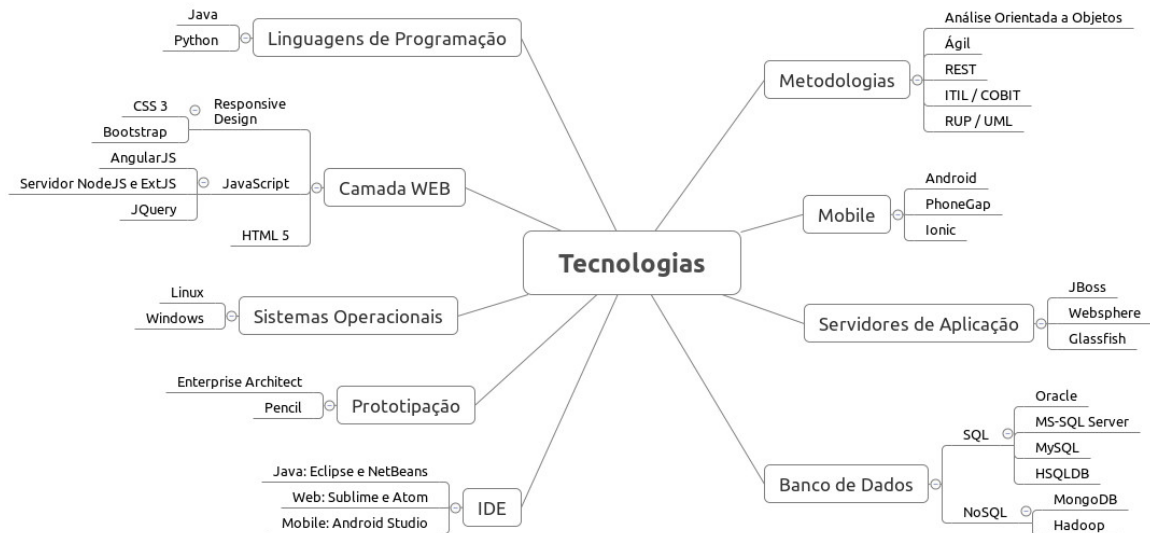 Java
Python
Linguagens de Programação
CSS 3
Bootstrap
Responsive
Design
AngularJS
Servidor NodeJS e ExtJS
JQuery
JavaScript
HTML 5
Camada WEB
Linux
Windows
Sistemas Operacionais
Enterprise Architect
Pencil
Prototipação
Java: Eclipse e NetBeans
Web: Sublime e Atom
Mobile: Android Studio
IDE
Tecnologias
Metodologias
Análise Orientada a Objetos
Ágil
REST
ITIL / COBIT
RUP / UML
Mobile
Android
PhoneGap
Ionic
Servidores de Aplicação
JBoss
Websphere
Glassfish
Banco de Dados
SQL
Oracle
MS-SQL Server
MySQL
HSQLDB
NoSQL
MongoDB
Hadoop